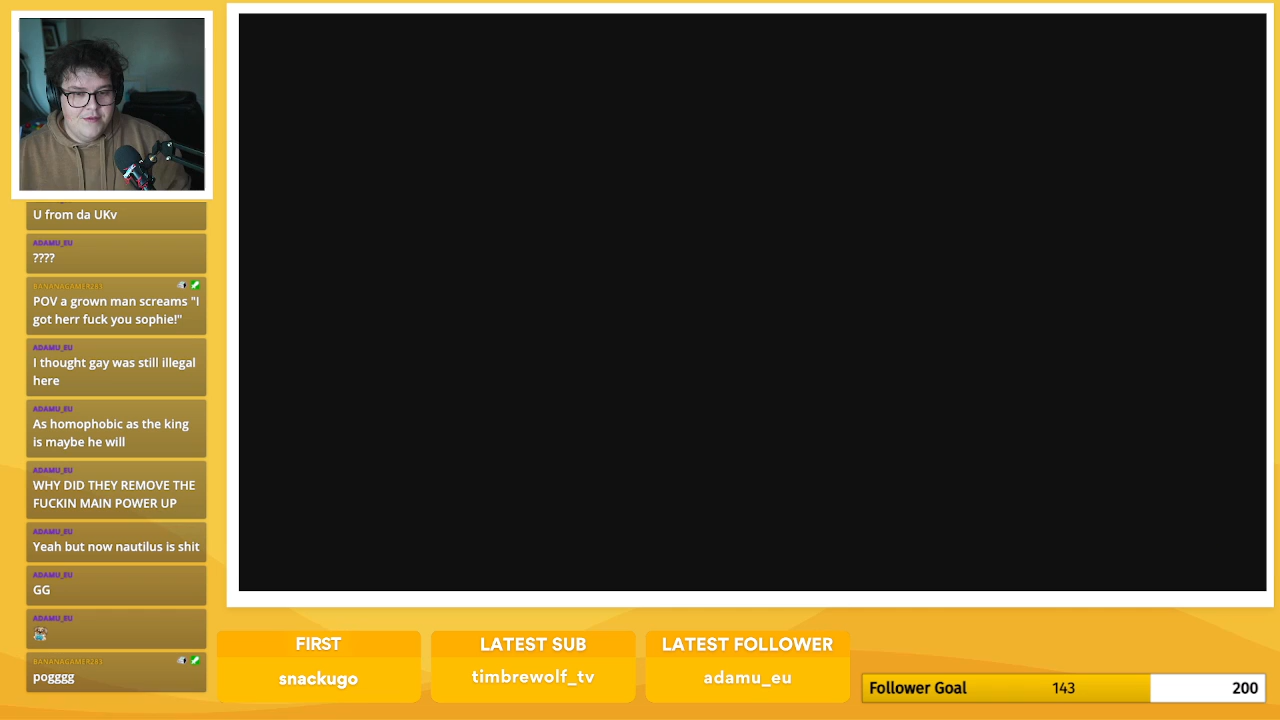 U from da UKv
ADAMU_EU
????
BANANAGAMER283
POV a grown man screams "I
got herr fuck you sophie!"
ADAMU_EU
I thought gay was still illegal
here
ADAMU_EU
As homophobic as the king
is maybe he will
ADAMU_EU
WHY DID THEY REMOVE THE
FUCKIN MAIN POWER UP
ADAMU_EU
Yeah but now nautilus is shit
ADAMU_EU
GG
ADAMU_EU
BANANAGAMER283
pogggg
FIRST
snackugo
LATEST SUB
timbrewolf_tv
LATEST FOLLOWER
adamu_eu
Follower Goal 143 200